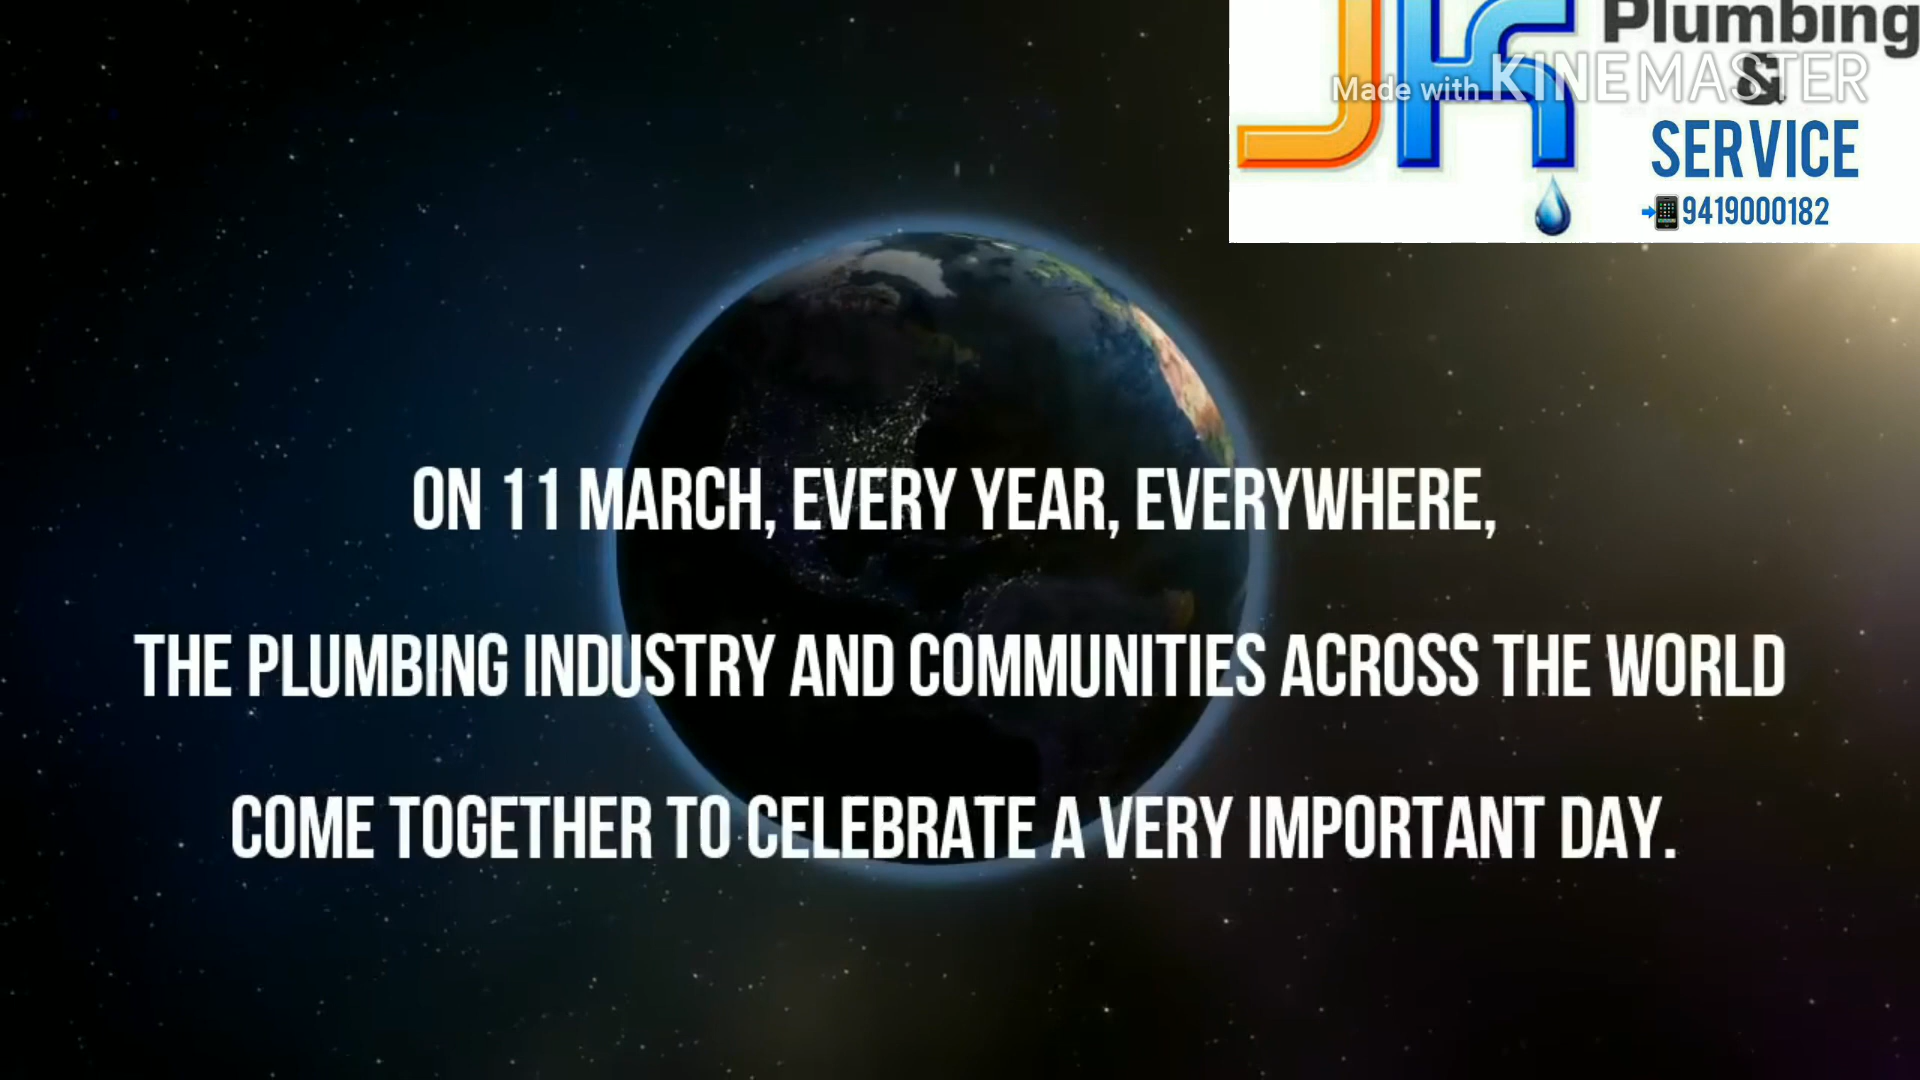 JK Plumbing
&
Made with KINEMASTER
SERVICE
9419000182
ON 11 MARCH, EVERY YEAR, EVERYWHERE,
THE PLUMBING INDUSTRY AND COMMUNITIES ACROSS THE WORLD
COME TOGETHER TO CELEBRATE A VERY IMPORTANT DAY.